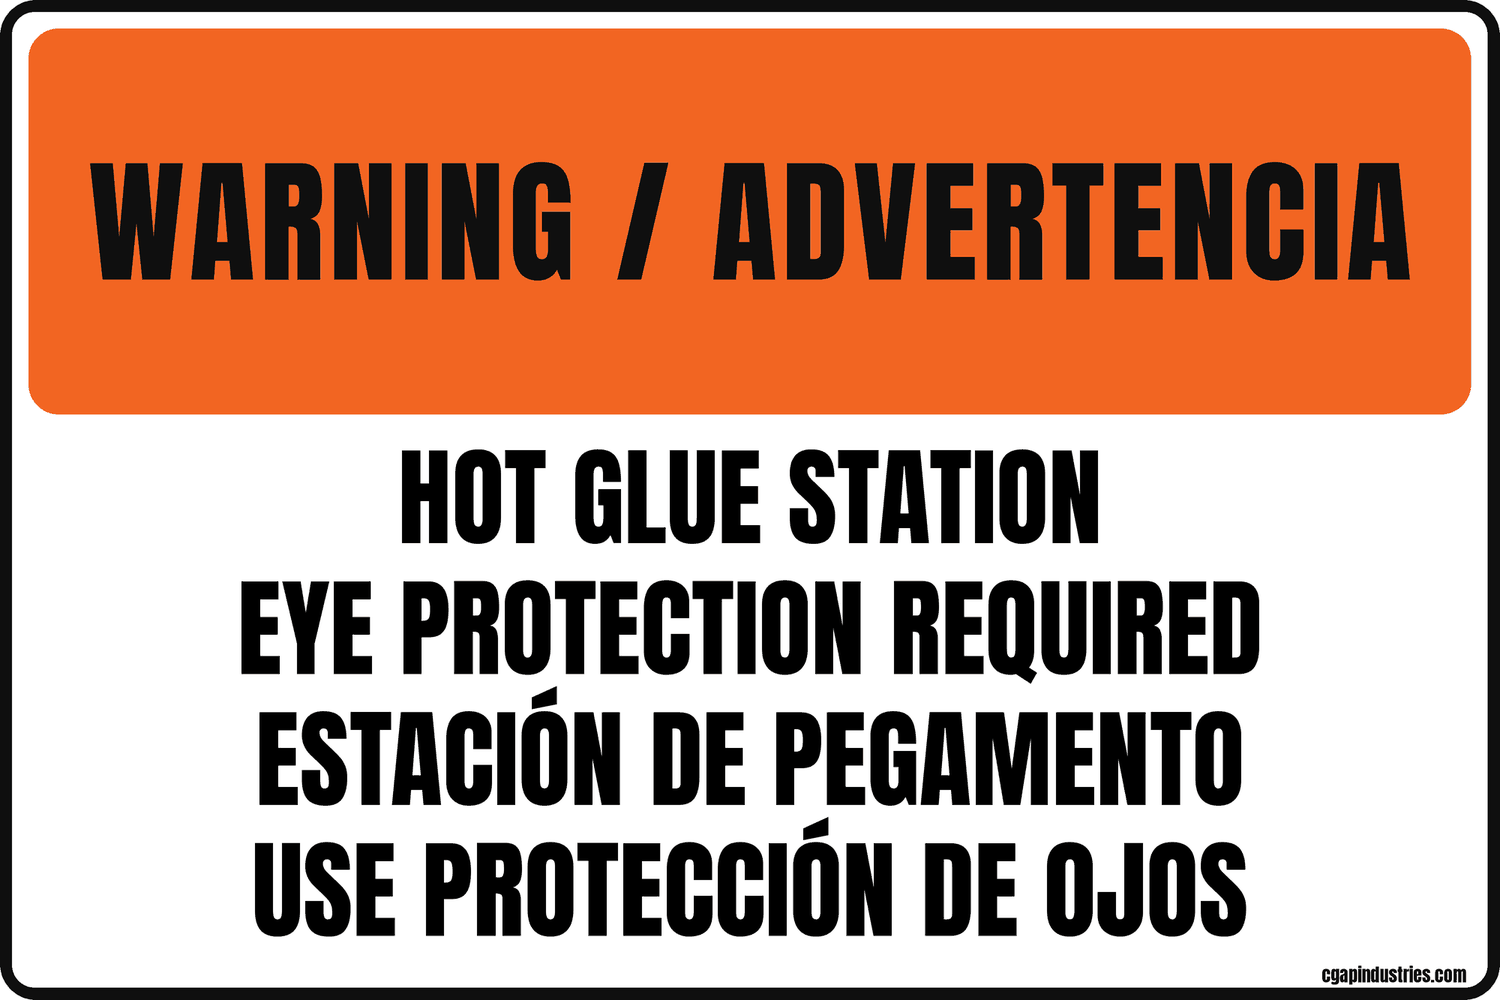 WARNING / ADVERTENCIA
HOT GLUE STATION
EYE PROTECTION REQUIRED
ESTACIÓN DE PEGAMENTO
USE PROTECCIÓN DE OJOS
cgapindustries.com